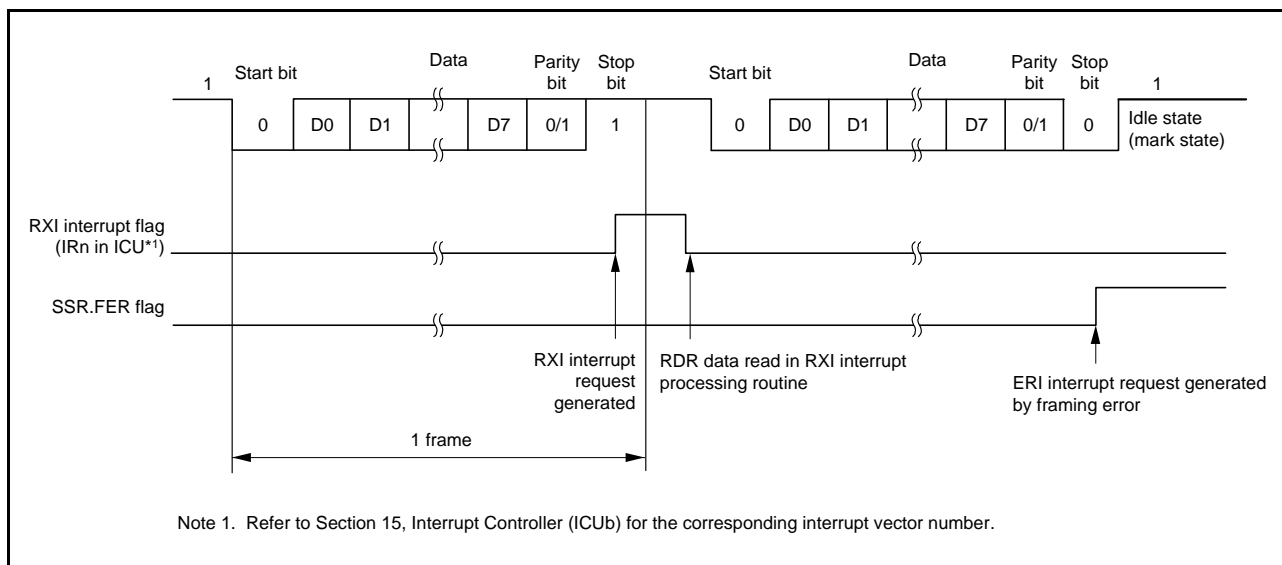 1
Start bit
Data
Parity
bit
Stop
bit
Start bit
Data
Parity
bit
Stop
bit
1
0 D0 D1 D7 0/1 1 0 D0 D1 D7 0/1 0
Idle state
(mark state)
RXI interrupt flag
(IRn in ICU*1)
SSR.FER flag
RXI interrupt
request
generated
RDR data read in RXI interrupt
processing routine
ERI interrupt request generated
by framing error
1 frame
Note 1. Refer to Section 15, Interrupt Controller (ICUb) for the corresponding interrupt vector number.